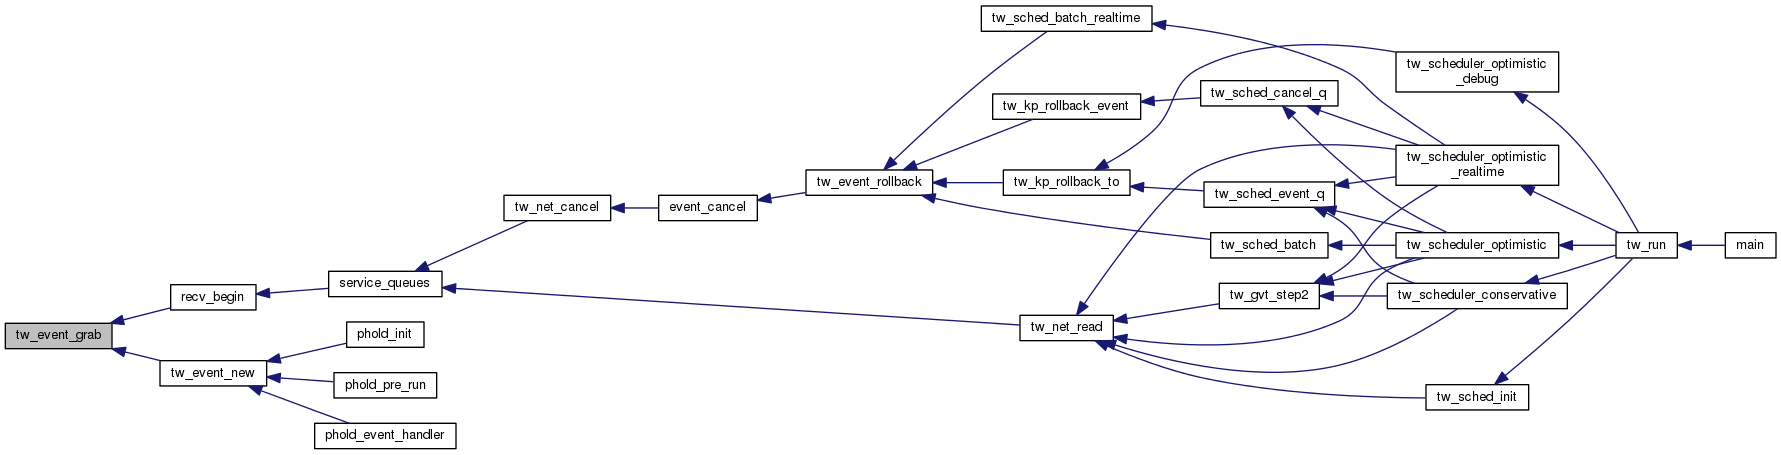 tw_event_grab
recv_begin
tw_event_new
service_queues
phold_init
phold_pre_run
phold_event_handler
tw_net_cancel
event_cancel
tw_event_rollback
tw_sched_batch_realtime
tw_kp_rollback_event
tw_kp_rollback_to
tw_net_read
tw_sched_cancel_q
tw_sched_event_q
tw_sched_batch
tw_gvt_step2
tw_scheduler_optimistic
_debug
tw_scheduler_optimistic
_realtime
tw_scheduler_optimistic
tw_scheduler_conservative
tw_sched_init
tw_run
main